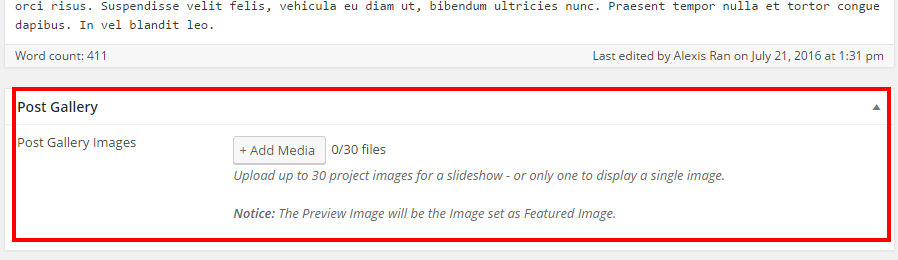 orci risus. Suspendisse velit felis, vehicula eu diam ut, bibendum ultricies nunc. Praesent tempor nulla et tortor congue
dapibus. In vel blandit leo.
Word count: 411 Last edited by Alexis Ran on July 21, 2016 at 1:31 pm
Post Gallery
Post Gallery Images
+ Add Media 0/30 files
Upload up to 30 project images for a slideshow - or only one to display a single image.
Notice: The Preview Image will be the Image set as Featured Image.